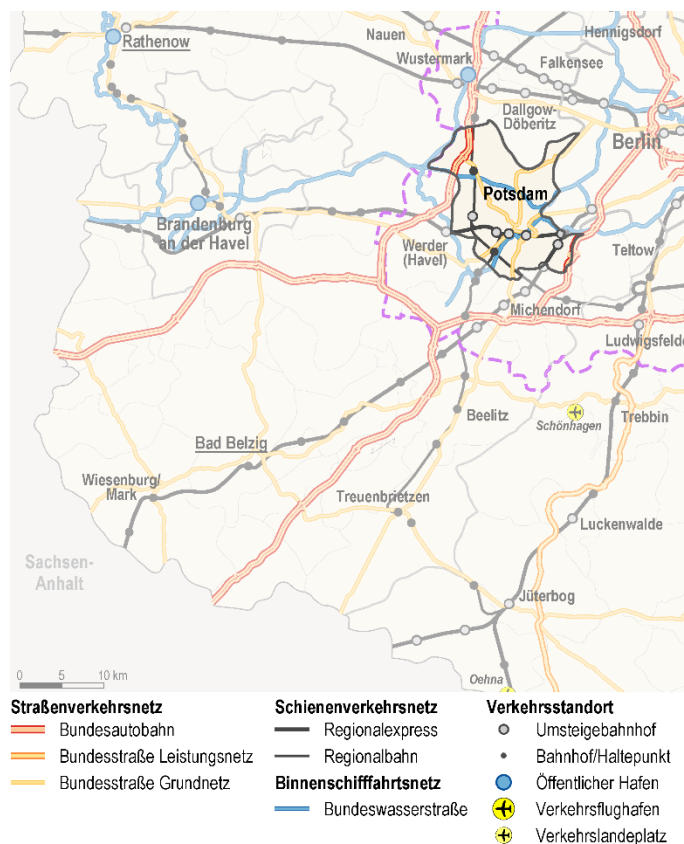 Rathenow
Nauen
Hennigsdorf
Wustermark
Falkensee
Dallgow-
Döberitz
Berlin
Potsdam
Brandenburg
an der Havel
Werder
(Havel)
Teltow
Michendorf
Ludwigsfelde
Beelitz
Schönhagen
Trebbin
Bad Belzig
Wiesenburg/
Mark
Treuenbrietzen
Luckenwalde
Sachsen-
Anhalt
Jüterbog
Oehna
0 5 10 km
Straßenverkehrsnetz
Bundesautobahn
Bundesstraße Leistungsnetz
Bundesstraße Grundnetz
Schienenverkehrsnetz
Regionalexpress
Regionalbahn
Binnenschifffahrtsnetz
Bundeswasserstraße
Verkehrsstandort
Umsteigebahnhof
Bahnhof/Haltepunkt
Öffentlicher Hafen
Verkehrsflughafen
Verkehrslandeplatz